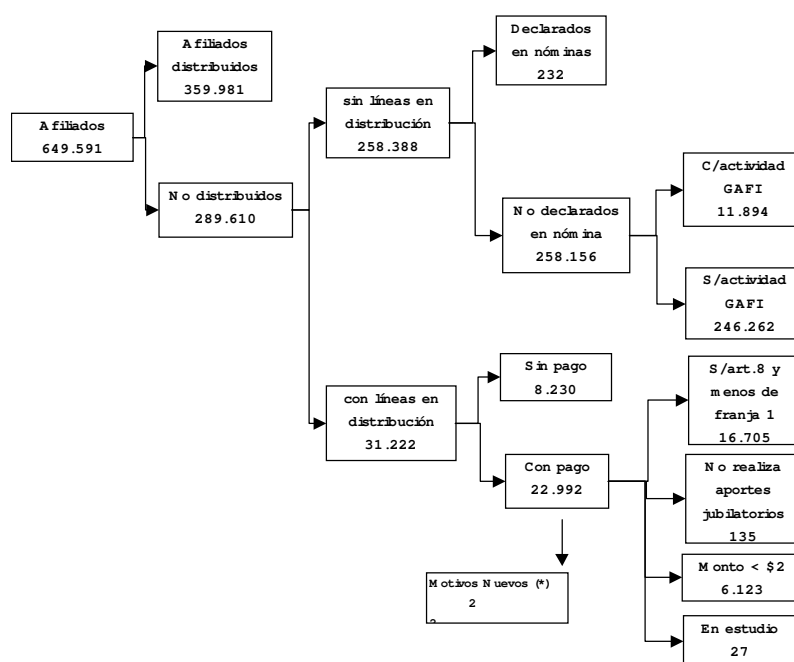 Afiliados
649.591
Afiliados
distribuidos
359.981
No distribuidos
289.610
sin líneas en
distribución
258.388
con líneas en
distribución
31.222
Declarados
en nóminas
232
No declarados
en nómina
258.156
Sin pago
8.230
Con pago
22.992
Motivos Nuevos (*)
2
C/actividad
GAFI
11.894
S/actividad
GAFI
246.262
S/art.8 y
menos de
franja 1
16.705
No realiza
aportes
jubilatorios
135
Monto < $2
6.123
En estudio
27